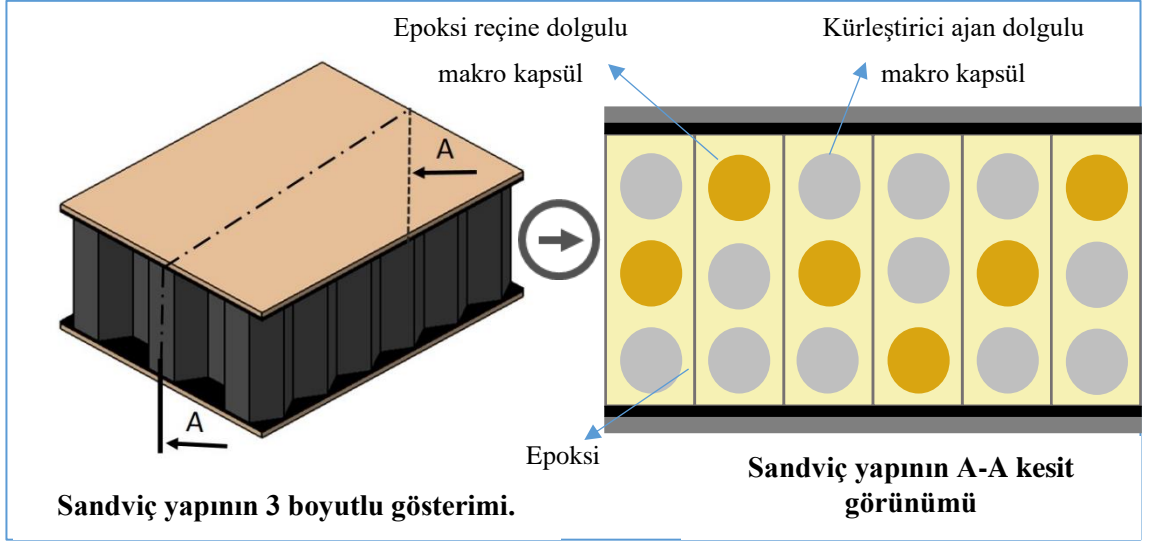 Epoksi reçine dolgulu
makro kapsül
Kürleştirici ajan dolgulu
makro kapsül
A
A
Epoksi
Sandviç yapının 3 boyutlu gösterimi.
Sandviç yapının A-A kesit
görünümü